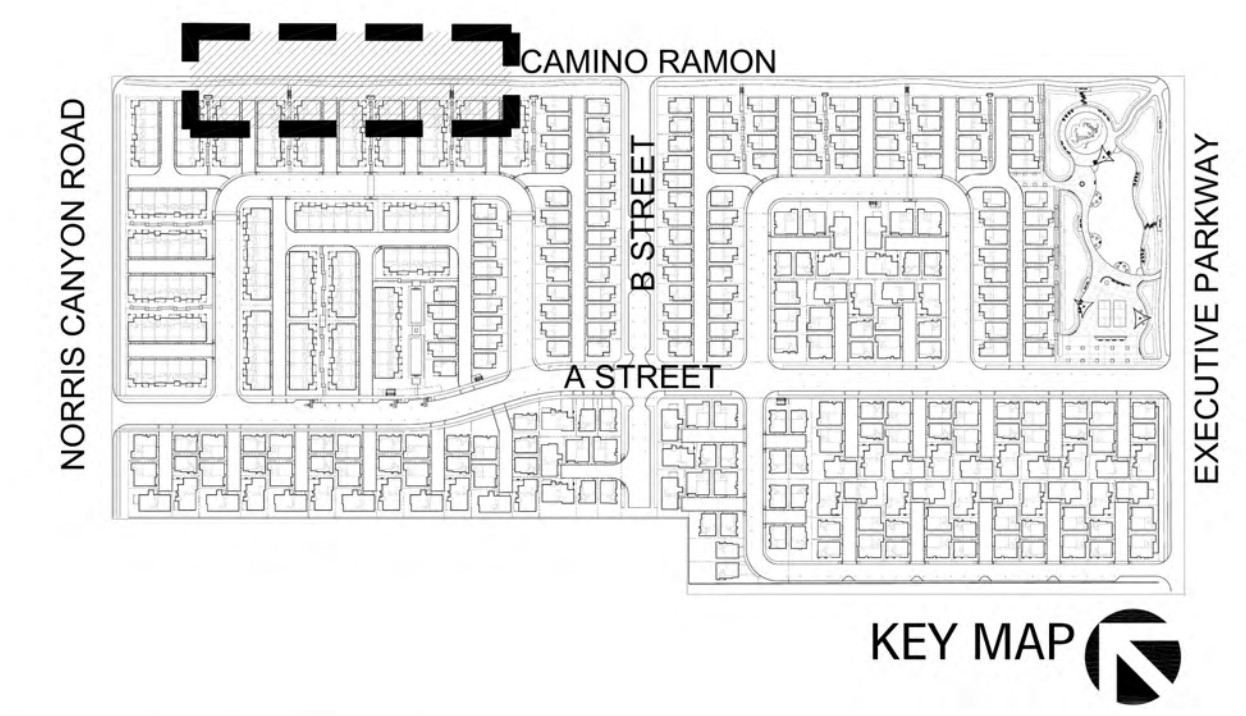 CAMINO RAMON
NORRIS CANYON ROAD
B STREET
EXECUTIVE PARKWAY
A STREET
KEY MAP